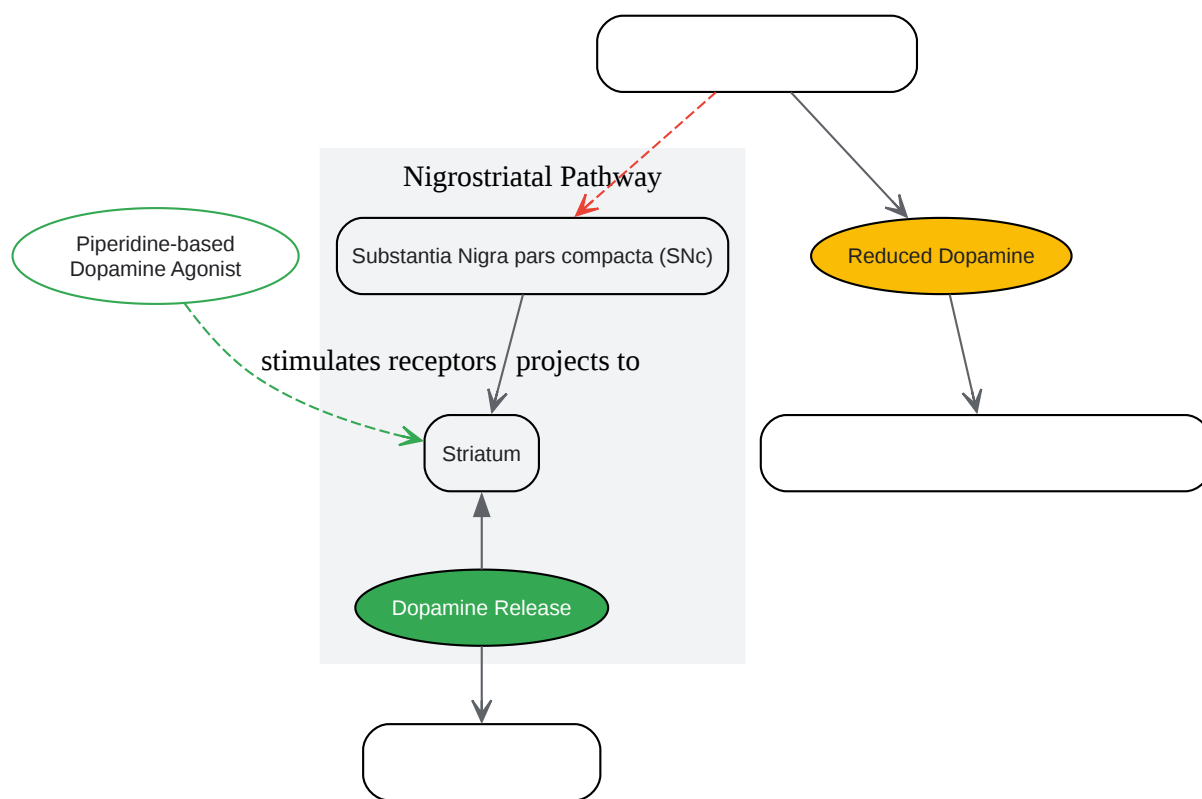 Nigrostriatal Pathway
Piperidine-based
Dopamine Agonist
Substantia Nigra pars compacta (SNc)
Reduced Dopamine
stimulates receptors
projects to
Striatum
Dopamine Release